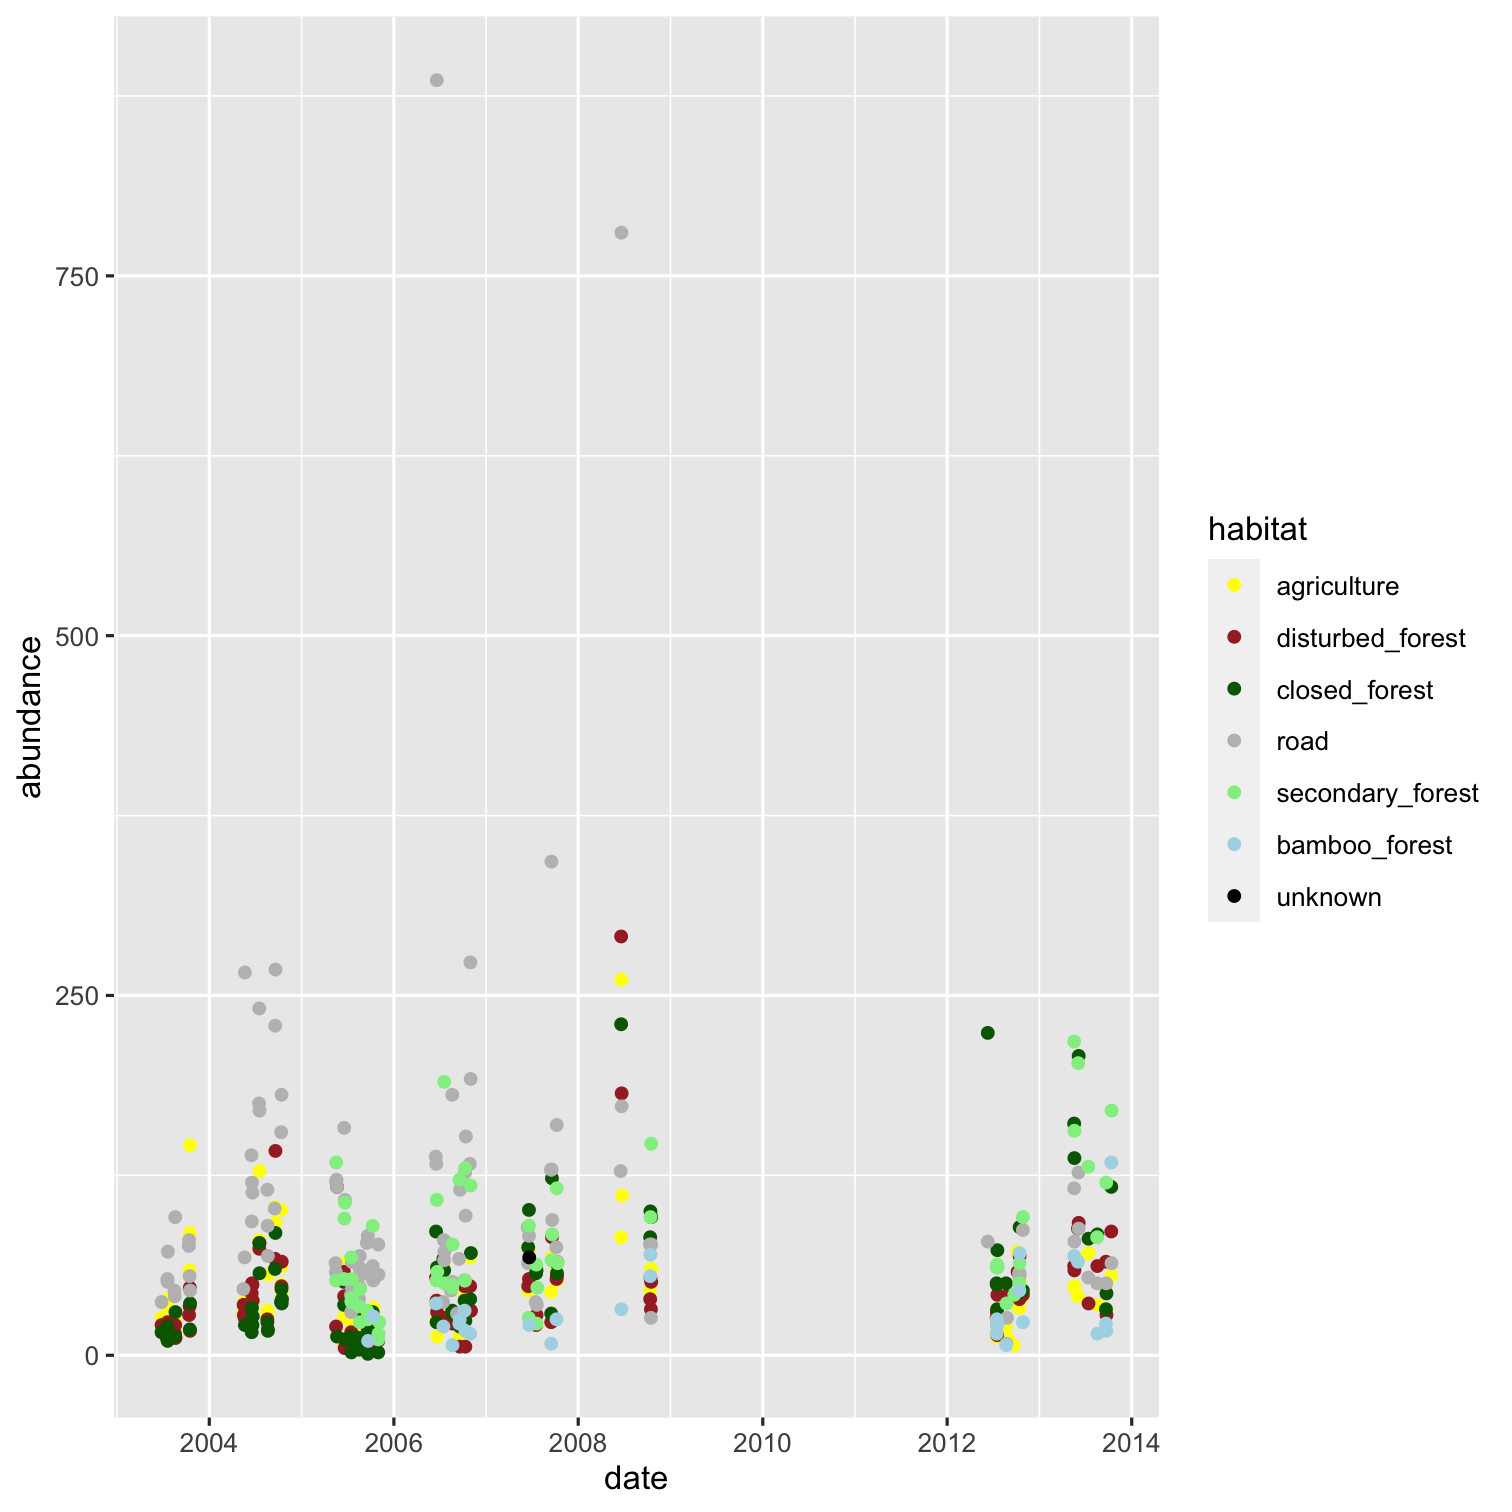 750
500
250
0
abundance
2004 2006 2008 2010 2012 2014
date
habitat
agriculture
disturbed_forest
closed_forest
road
secondary_forest
bamboo_forest
unknown